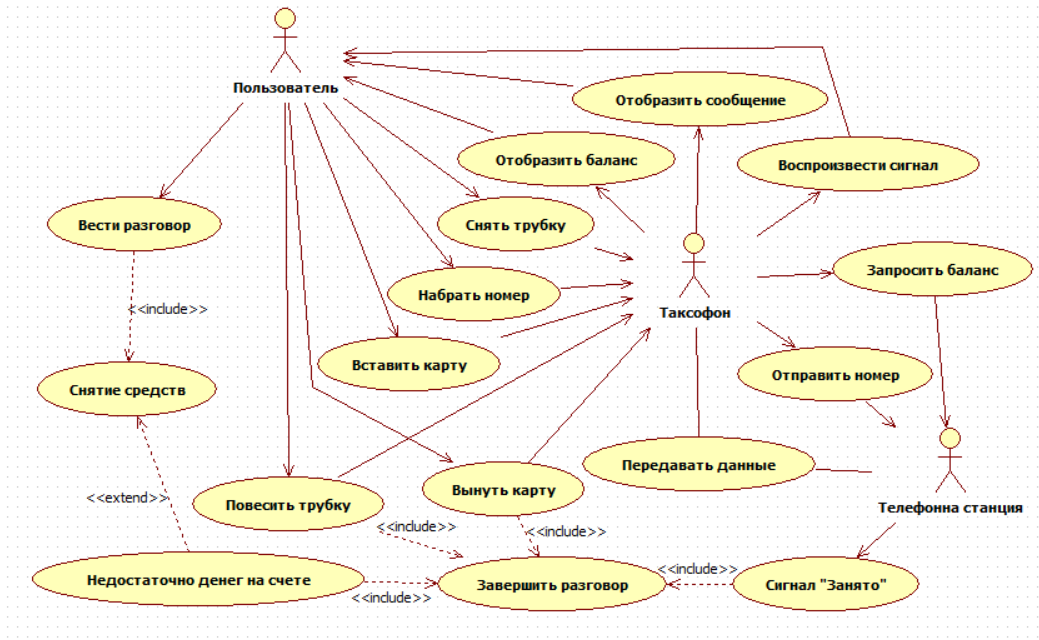 Пользователь
Отобразить сообщение
Отобразить баланс
Воспроизвести сигнал
Вести разговор
Снять трубку
Запросить баланс
Набрать номер
<<include>>
Таксофон
Вставить карту
Отправить номер
Снятие средств
Передавать данные
Вынуть карту
<<extend>>
Повесить трубку
Телефонна станция
<<include>>
<<include>>
<<include>>
Недостаточно денег на счете
Завершить разговор
Сигнал "Занято"
<<include>>